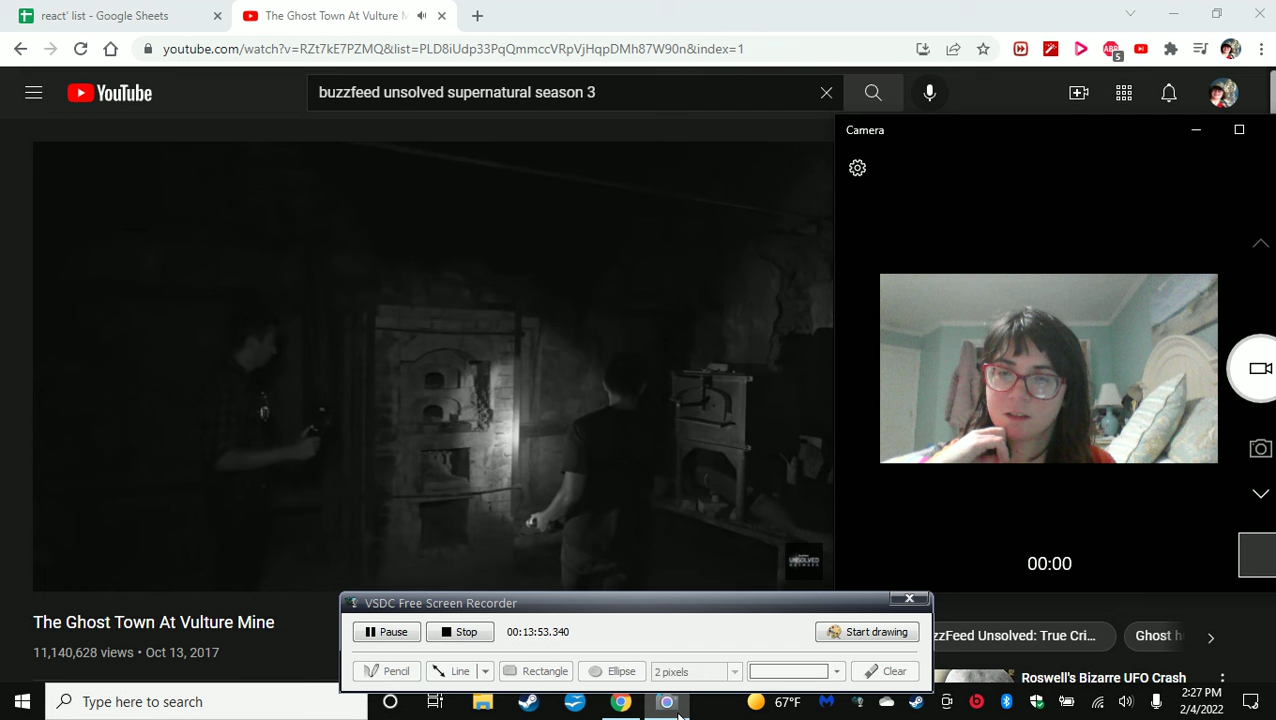 react' list - Google Sheets
The Ghost Town At Vulture M
youtube.com/watch?v=RZt7kE7PZMQ&list=PLD8iUdp33PqQmmccVRpVjHqpDMh87W90n&index=1
ABP
5
YouTube
buzzfeed unsolved supernatural season 3
Camera
UNSOLVED
NETWORK
00:00
VSDC Free Screen Recorder
The Ghost Town At Vulture Mine
Pause
Stop
00:13:53.340
Start drawing
zzFeed Unsolved: True Cri...
Ghost h
11,140,628 views • Oct 13, 2017
Pencil
Line
Rectangle
Ellipse
2 pixels
Clear
Roswell's Bizarre UFO Crash
Type here to search
67°F
2:27 PM
2/4/2022